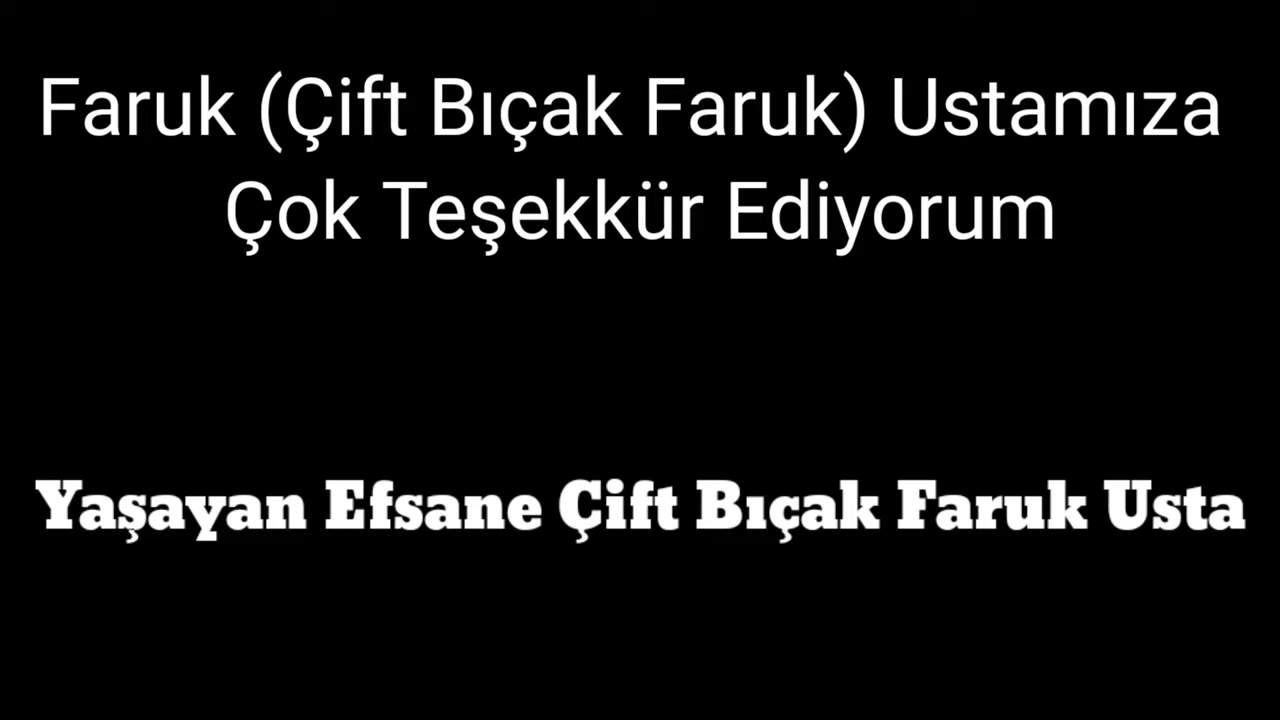 Faruk (Çift Bıçak Faruk) Ustamıza
Çok Teşekkür Ediyorum
Yaşayan Efsane Çift Bıçak Faruk Usta